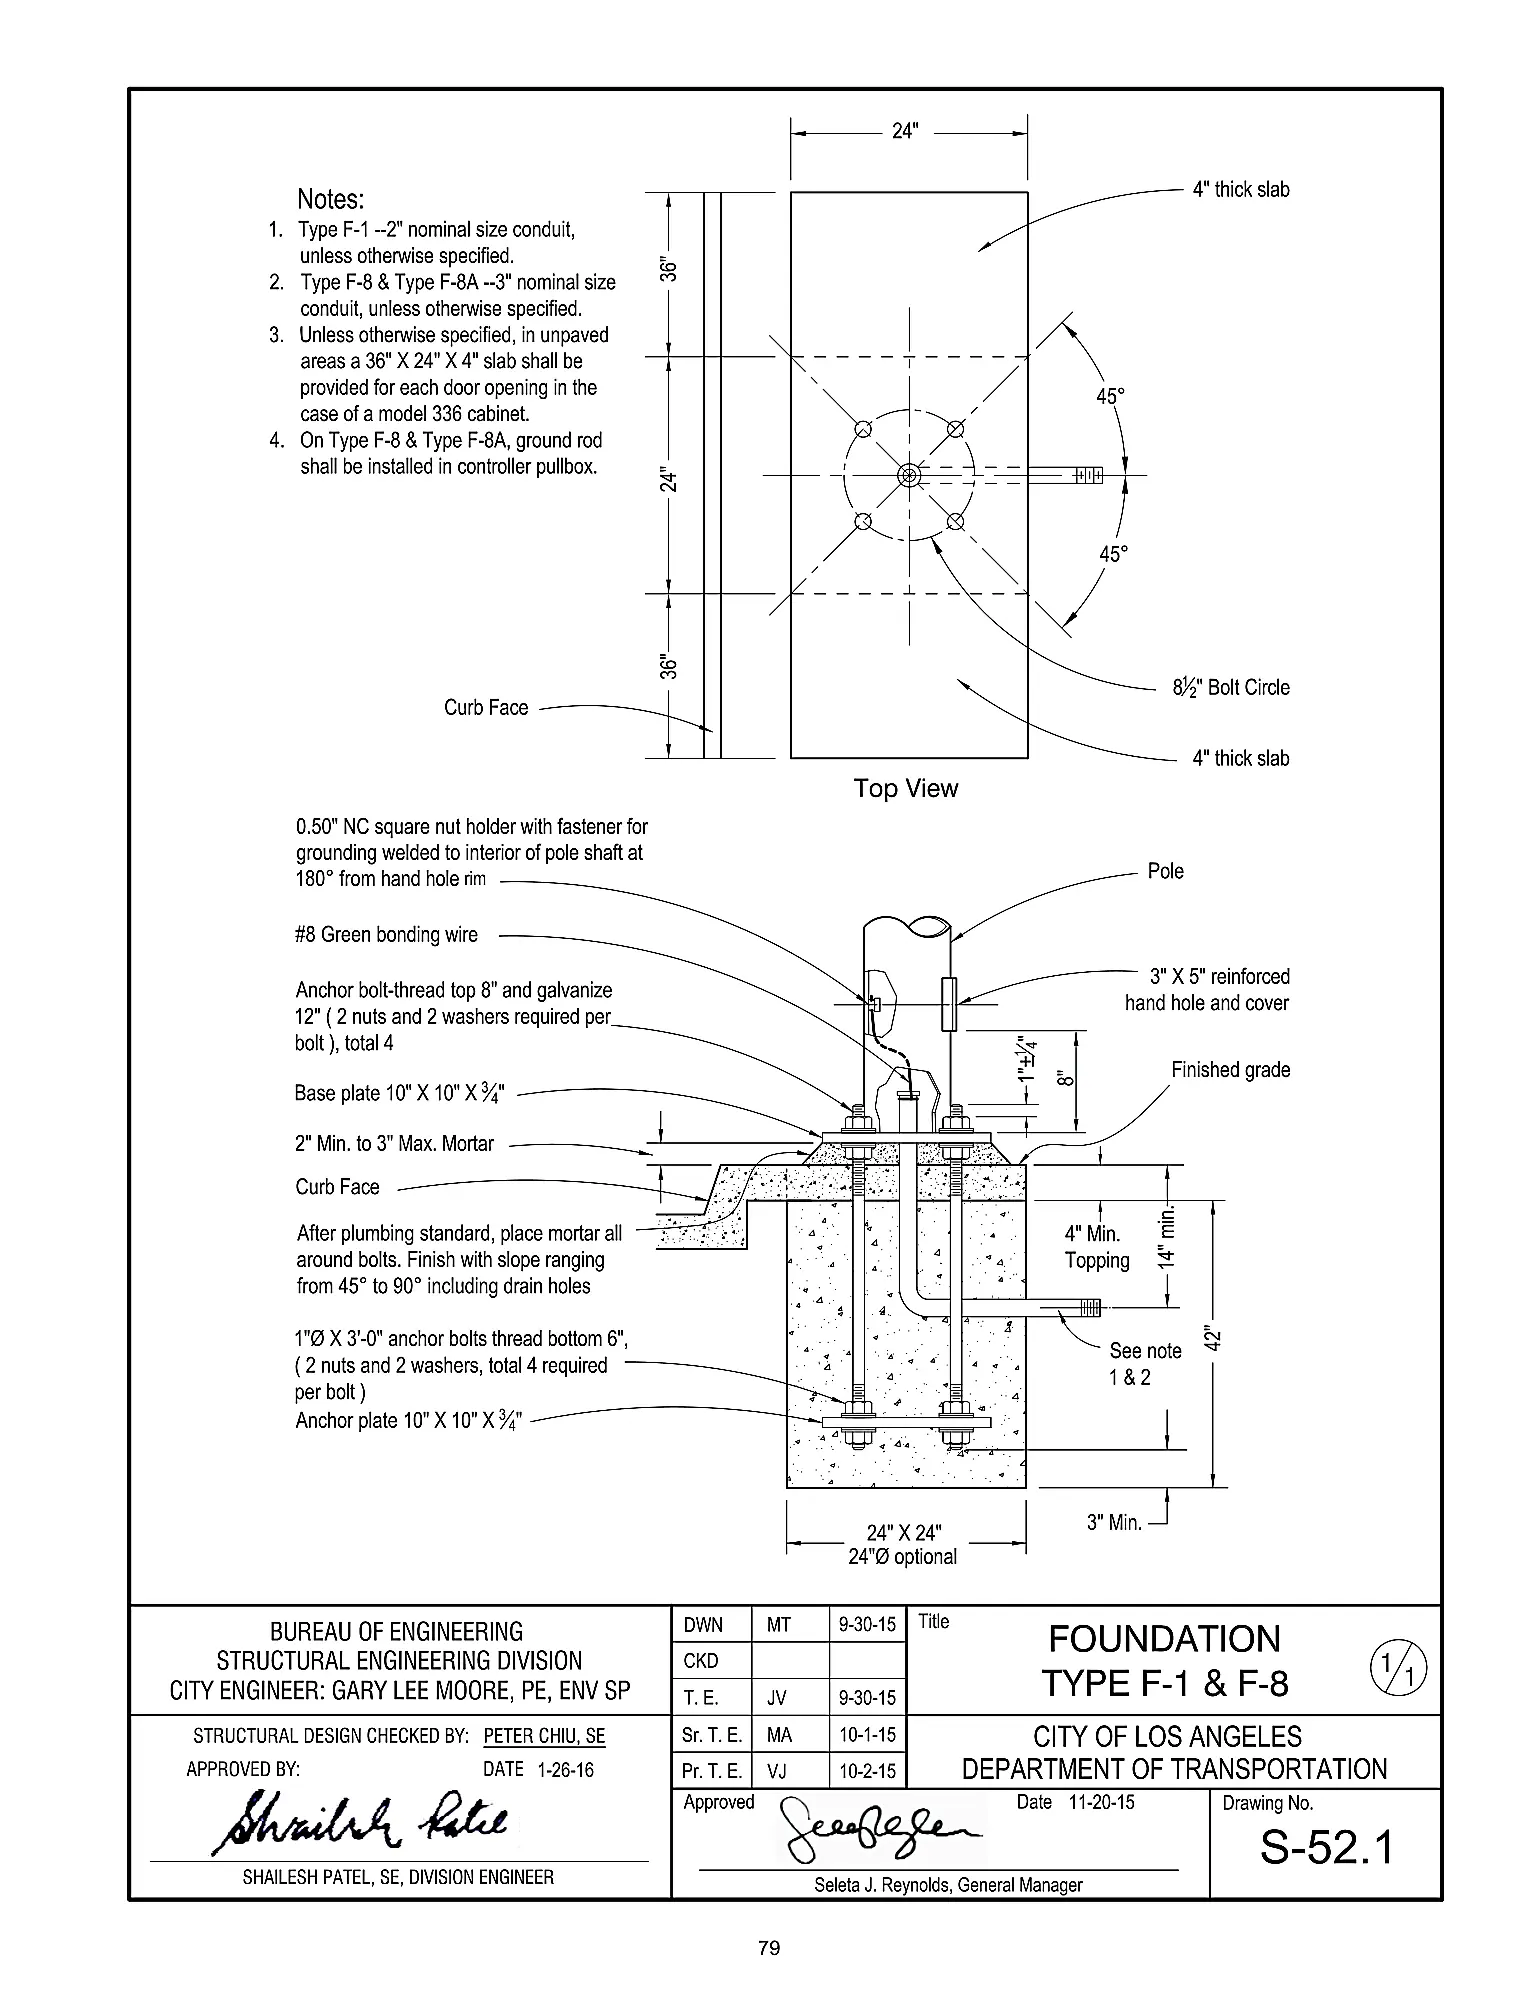 24"
4" thick slab
Notes:
1. Type F-1 --2" nominal size conduit,
unless otherwise specified.
2. Type F-8 & Type F-8A --3" nominal size
conduit, unless otherwise specified.
3. Unless otherwise specified, in unpaved
areas a 36" X 24" X 4" slab shall be
provided for each door opening in the
case of a model 336 cabinet.
4. On Type F-8 & Type F-8A, ground rod
shall be installed in controller pullbox.
36"
24"
36"
45°
45°
8½" Bolt Circle
Curb Face
4" thick slab
Top View
0.50" NC square nut holder with fastener for
grounding welded to interior of pole shaft at
180° from hand hole rim
Pole
#8 Green bonding wire
3" X 5" reinforced
hand hole and cover
Anchor bolt-thread top 8" and galvanize
12" ( 2 nuts and 2 washers required per
bolt ), total 4
1"±¼"
8"
Finished grade
Base plate 10" X 10" X ¾"
2" Min. to 3" Max. Mortar
Curb Face
After plumbing standard, place mortar all
around bolts. Finish with slope ranging
from 45° to 90° including drain holes
4" Min.
Topping
14" min.
42"
1"Ø X 3'-0" anchor bolts thread bottom 6",
( 2 nuts and 2 washers, total 4 required
per bolt )
See note
1 & 2
Anchor plate 10" X 10" X ¾"
3" Min.
24" X 24"
24"Ø optional
BUREAU OF ENGINEERING
STRUCTURAL ENGINEERING DIVISION
CITY ENGINEER: GARY LEE MOORE, PE, ENV SP
STRUCTURAL DESIGN CHECKED BY: PETER CHIU, SE
APPROVED BY: DATE 1-26-16
Shailesh Patel
SHAILESH PATEL, SE, DIVISION ENGINEER
DWN MT 9-30-15
CKD
T. E. JV 9-30-15
Sr. T. E. MA 10-1-15
Pr. T. E. VJ 10-2-15
Title
FOUNDATION
TYPE F-1 & F-8
1/1
CITY OF LOS ANGELES
DEPARTMENT OF TRANSPORTATION
Approved Date 11-20-15
Seleta J. Reynolds, General Manager
Drawing No.
S-52.1
79